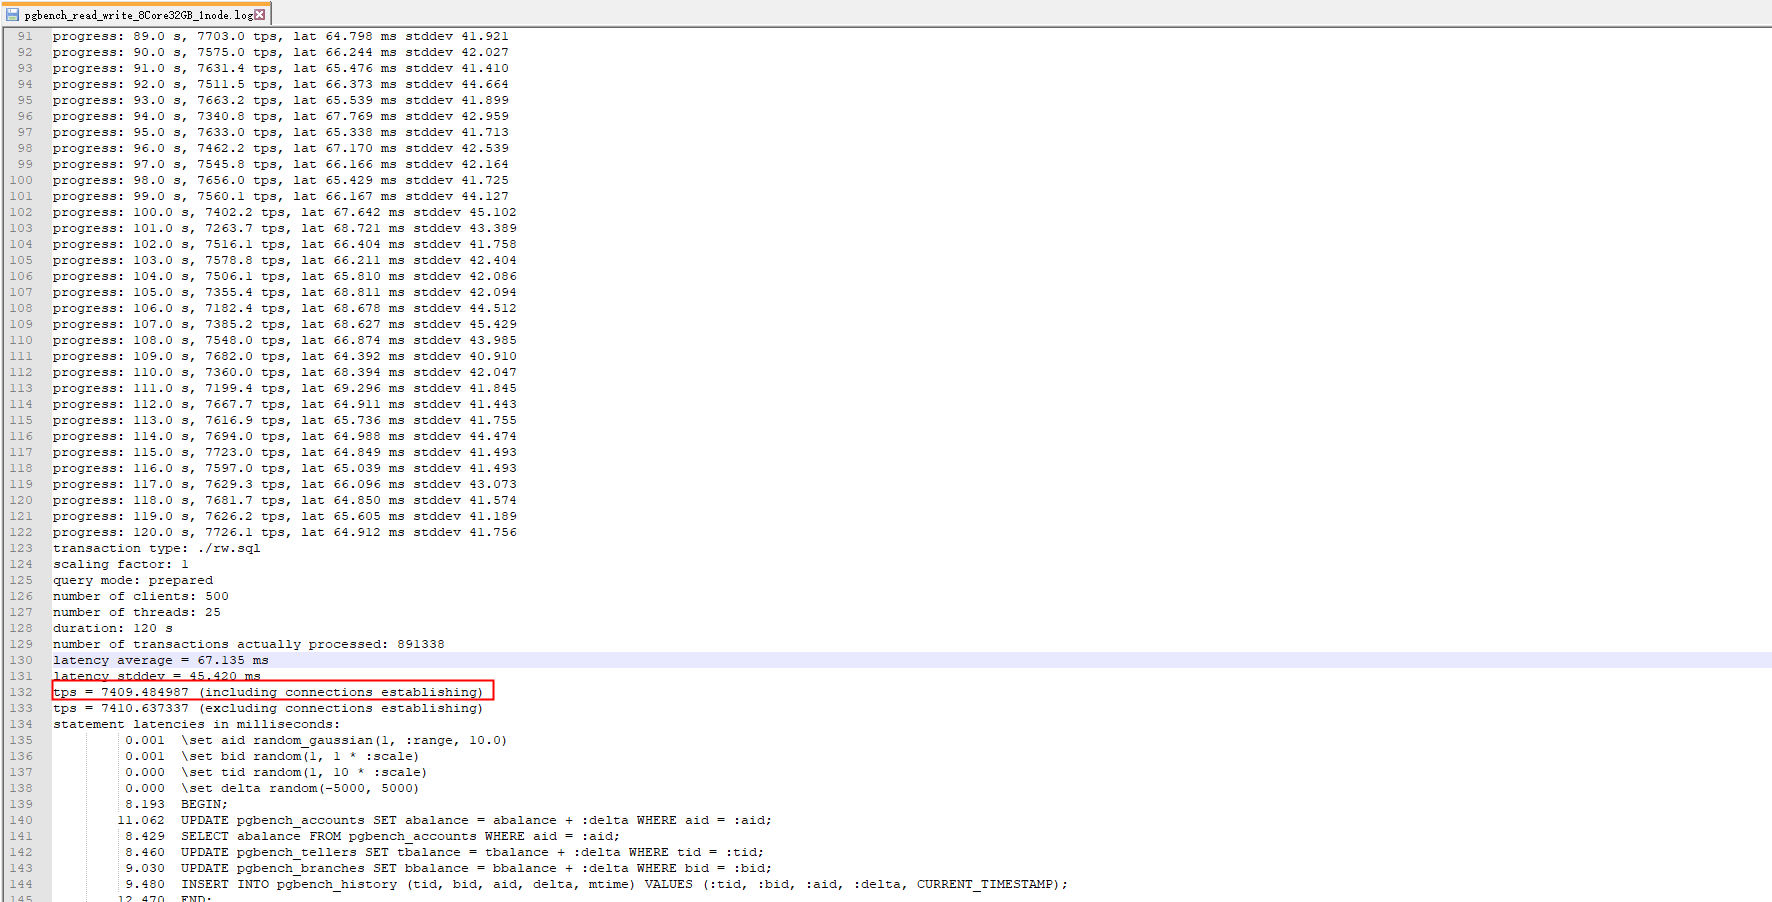 pgbench_read_write_8Core32GB_1node.log
91 progress: 89.0 s, 7703.0 tps, lat 64.798 ms stddev 41.921
92 progress: 90.0 s, 7575.0 tps, lat 66.244 ms stddev 42.027
93 progress: 91.0 s, 7631.4 tps, lat 65.476 ms stddev 41.410
94 progress: 92.0 s, 7511.5 tps, lat 66.373 ms stddev 44.664
95 progress: 93.0 s, 7663.2 tps, lat 65.539 ms stddev 41.899
96 progress: 94.0 s, 7340.8 tps, lat 67.769 ms stddev 42.959
97 progress: 95.0 s, 7633.0 tps, lat 65.338 ms stddev 41.713
98 progress: 96.0 s, 7462.2 tps, lat 67.170 ms stddev 42.539
99 progress: 97.0 s, 7545.8 tps, lat 66.166 ms stddev 42.164
100 progress: 98.0 s, 7656.0 tps, lat 65.429 ms stddev 41.725
101 progress: 99.0 s, 7560.1 tps, lat 66.167 ms stddev 44.127
102 progress: 100.0 s, 7402.2 tps, lat 67.642 ms stddev 45.102
103 progress: 101.0 s, 7263.7 tps, lat 68.721 ms stddev 43.389
104 progress: 102.0 s, 7516.1 tps, lat 66.404 ms stddev 41.758
105 progress: 103.0 s, 7578.8 tps, lat 66.211 ms stddev 42.404
106 progress: 104.0 s, 7506.1 tps, lat 65.810 ms stddev 42.086
107 progress: 105.0 s, 7355.4 tps, lat 68.811 ms stddev 42.094
108 progress: 106.0 s, 7182.4 tps, lat 68.678 ms stddev 44.512
109 progress: 107.0 s, 7385.2 tps, lat 68.627 ms stddev 45.429
110 progress: 108.0 s, 7548.0 tps, lat 66.874 ms stddev 43.985
111 progress: 109.0 s, 7682.0 tps, lat 64.392 ms stddev 40.910
112 progress: 110.0 s, 7360.0 tps, lat 68.394 ms stddev 42.047
113 progress: 111.0 s, 7199.4 tps, lat 69.296 ms stddev 41.845
114 progress: 112.0 s, 7667.7 tps, lat 64.911 ms stddev 41.443
115 progress: 113.0 s, 7616.9 tps, lat 65.736 ms stddev 41.755
116 progress: 114.0 s, 7694.0 tps, lat 64.988 ms stddev 44.474
117 progress: 115.0 s, 7723.0 tps, lat 64.849 ms stddev 41.493
118 progress: 116.0 s, 7597.0 tps, lat 65.039 ms stddev 41.493
119 progress: 117.0 s, 7629.3 tps, lat 66.096 ms stddev 43.073
120 progress: 118.0 s, 7681.7 tps, lat 64.850 ms stddev 41.574
121 progress: 119.0 s, 7626.2 tps, lat 65.605 ms stddev 41.189
122 progress: 120.0 s, 7726.1 tps, lat 64.912 ms stddev 41.756
123 transaction type: ./rw.sql
124 scaling factor: 1
125 query mode: prepared
126 number of clients: 500
127 number of threads: 25
128 duration: 120 s
129 number of transactions actually processed: 891338
130 latency average = 67.135 ms
131 latency stddev = 45.420 ms
132 tps = 7409.484987 (including connections establishing)
133 tps = 7410.637337 (excluding connections establishing)
134 statement latencies in milliseconds:
135 0.001 \set aid random_gaussian(1, :range, 10.0)
136 0.001 \set bid random(1, 1 * :scale)
137 0.000 \set tid random(1, 10 * :scale)
138 0.000 \set delta random(-5000, 5000)
139 8.193 BEGIN;
140 11.062 UPDATE pgbench_accounts SET abalance = abalance + :delta WHERE aid = :aid;
141 8.429 SELECT abalance FROM pgbench_accounts WHERE aid = :aid;
142 8.460 UPDATE pgbench_tellers SET tbalance = tbalance + :delta WHERE tid = :tid;
143 9.030 UPDATE pgbench_branches SET bbalance = bbalance + :delta WHERE bid = :bid;
144 9.480 INSERT INTO pgbench_history (tid, bid, aid, delta, mtime) VALUES (:tid, :bid, :aid, :delta, CURRENT_TIMESTAMP);
145 12.470 END;